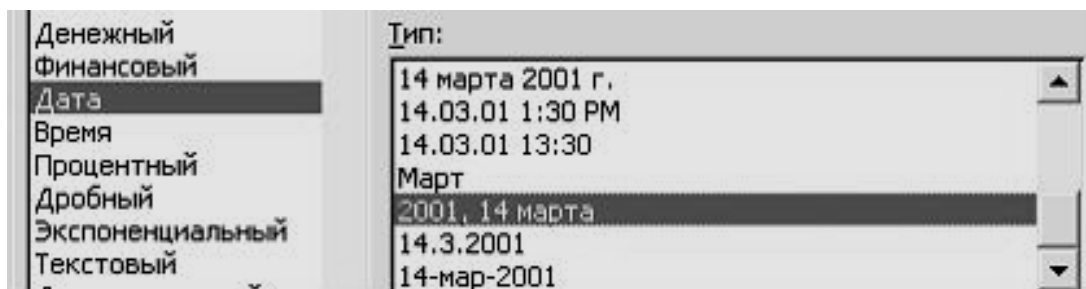 Денежный
Финансовый
Дата
Время
Процентный
Дробный
Экспоненциальный
Текстовый
Тип:
14 марта 2001 г.
14.03.01 1:30 PM
14.03.01 13:30
Март
2001, 14 марта
14.3.2001
14-мар-2001